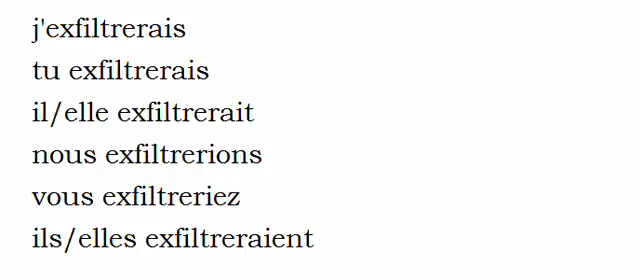 j'exfiltrerais
tu exfiltrerais
il/elle exfiltrerait
nous exfiltrerions
vous exfiltreriez
ils/elles exfiltreraient